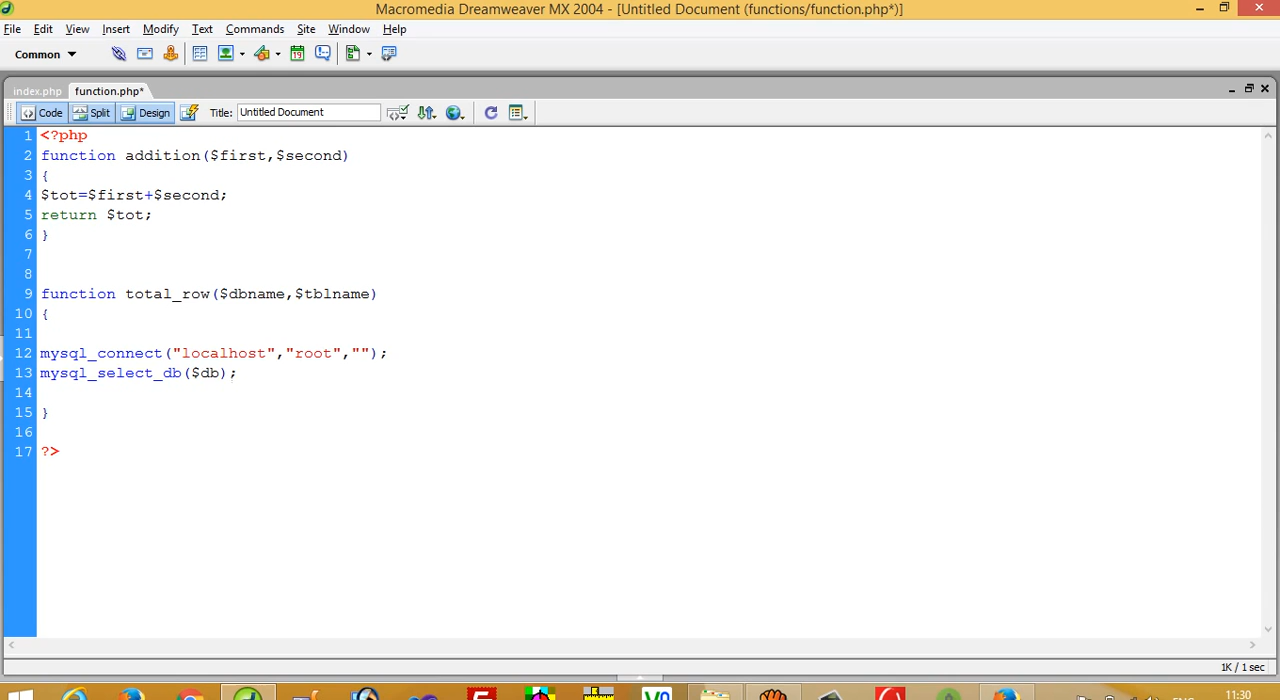 Macromedia Dreamweaver MX 2004 - [Untitled Document (functions/function.php*)]
File Edit View Insert Modify Text Commands Site Window Help
Common
index.php function.php*
Code Split Design Title: Untitled Document
1 <?php
2 function addition($first,$second)
3 {
4 $tot=$first+$second;
5 return $tot;
6 }
7
8
9 function total_row($dbname,$tblname)
10 {
11
12 mysql_connect("localhost","root","");
13 mysql_select_db($db);
14
15 }
16
17 ?>
1K / 1 sec
11:30